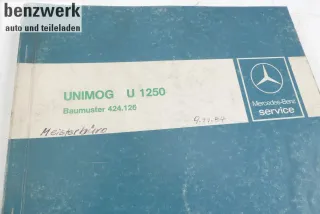 benzwerk
auto und teileladen
UNIMOG U 1250
Baumuster 424.126
Mercedes-Benz
service
Meisterbüro